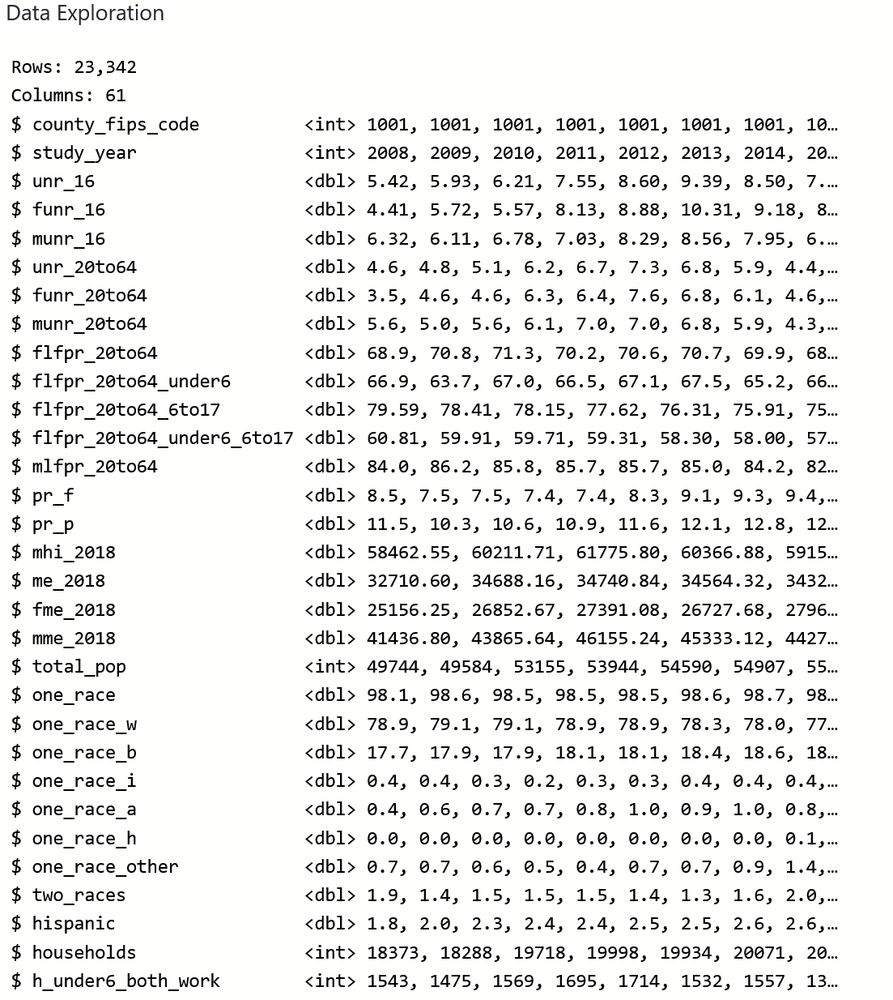 Data Exploration
Rows: 23,342
Columns: 61
$ county_fips_code <int> 1001, 1001, 1001, 1001, 1001, 1001, 1001, 10…
$ study_year <int> 2008, 2009, 2010, 2011, 2012, 2013, 2014, 20…
$ unr_16 <dbl> 5.42, 5.93, 6.21, 7.55, 8.60, 9.39, 8.50, 7.…
$ funr_16 <dbl> 4.41, 5.72, 5.57, 8.13, 8.88, 10.31, 9.18, 8…
$ munr_16 <dbl> 6.32, 6.11, 6.78, 7.03, 8.29, 8.56, 7.95, 6.…
$ unr_20to64 <dbl> 4.6, 4.8, 5.1, 6.2, 6.7, 7.3, 6.8, 5.9, 4.4,…
$ funr_20to64 <dbl> 3.5, 4.6, 4.6, 6.3, 6.4, 7.6, 6.8, 6.1, 4.6,…
$ munr_20to64 <dbl> 5.6, 5.0, 5.6, 6.1, 7.0, 7.0, 6.8, 5.9, 4.3,…
$ flfpr_20to64 <dbl> 68.9, 70.8, 71.3, 70.2, 70.6, 70.7, 69.9, 68…
$ flfpr_20to64_under6 <dbl> 66.9, 63.7, 67.0, 66.5, 67.1, 67.5, 65.2, 66…
$ flfpr_20to64_6to17 <dbl> 79.59, 78.41, 78.15, 77.62, 76.31, 75.91, 75…
$ flfpr_20to64_under6_6to17 <dbl> 60.81, 59.91, 59.71, 59.31, 58.30, 58.00, 57…
$ mlfpr_20to64 <dbl> 84.0, 86.2, 85.8, 85.7, 85.7, 85.0, 84.2, 82…
$ pr_f <dbl> 8.5, 7.5, 7.5, 7.4, 7.4, 8.3, 9.1, 9.3, 9.4,…
$ pr_p <dbl> 11.5, 10.3, 10.6, 10.9, 11.6, 12.1, 12.8, 12…
$ mhi_2018 <dbl> 58462.55, 60211.71, 61775.80, 60366.88, 5915…
$ me_2018 <dbl> 32710.60, 34688.16, 34740.84, 34564.32, 3432…
$ fme_2018 <dbl> 25156.25, 26852.67, 27391.08, 26727.68, 2796…
$ mme_2018 <dbl> 41436.80, 43865.64, 46155.24, 45333.12, 4427…
$ total_pop <int> 49744, 49584, 53155, 53944, 54590, 54907, 55…
$ one_race <dbl> 98.1, 98.6, 98.5, 98.5, 98.5, 98.6, 98.7, 98…
$ one_race_w <dbl> 78.9, 79.1, 79.1, 78.9, 78.9, 78.3, 78.0, 77…
$ one_race_b <dbl> 17.7, 17.9, 17.9, 18.1, 18.1, 18.4, 18.6, 18…
$ one_race_i <dbl> 0.4, 0.4, 0.3, 0.2, 0.3, 0.3, 0.4, 0.4, 0.4,…
$ one_race_a <dbl> 0.4, 0.6, 0.7, 0.7, 0.8, 1.0, 0.9, 1.0, 0.8,…
$ one_race_h <dbl> 0.0, 0.0, 0.0, 0.0, 0.0, 0.0, 0.0, 0.0, 0.1,…
$ one_race_other <dbl> 0.7, 0.7, 0.6, 0.5, 0.4, 0.7, 0.7, 0.9, 1.4,…
$ two_races <dbl> 1.9, 1.4, 1.5, 1.5, 1.5, 1.4, 1.3, 1.6, 2.0,…
$ hispanic <dbl> 1.8, 2.0, 2.3, 2.4, 2.4, 2.5, 2.5, 2.6, 2.6,…
$ households <int> 18373, 18288, 19718, 19998, 19934, 20071, 20…
$ h_under6_both_work <int> 1543, 1475, 1569, 1695, 1714, 1532, 1557, 13…